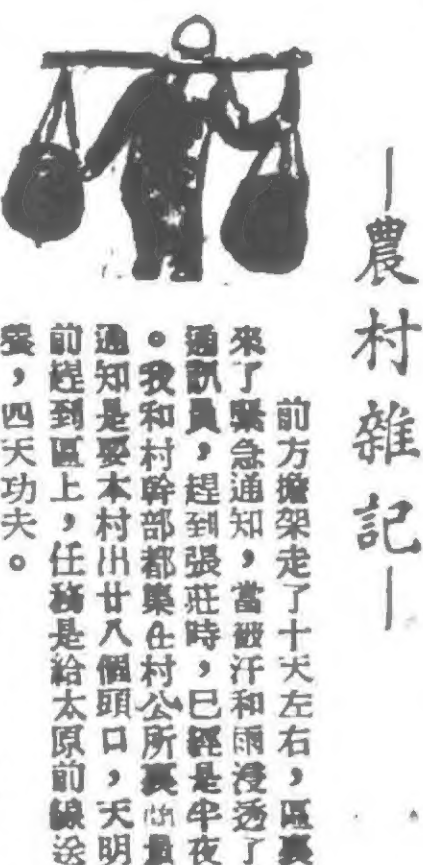 —農村雜記—
前方擔架走了十天左右，區裏
來了緊急通知，當被汗和雨浸透了
通訊員，趕到張莊時，已經是半夜
。我和村幹部都集在村公所裏商量
通知是要本村出廿八個頭口，天明
前趕到區上，任務是給太原前線送
糧，四天功夫。